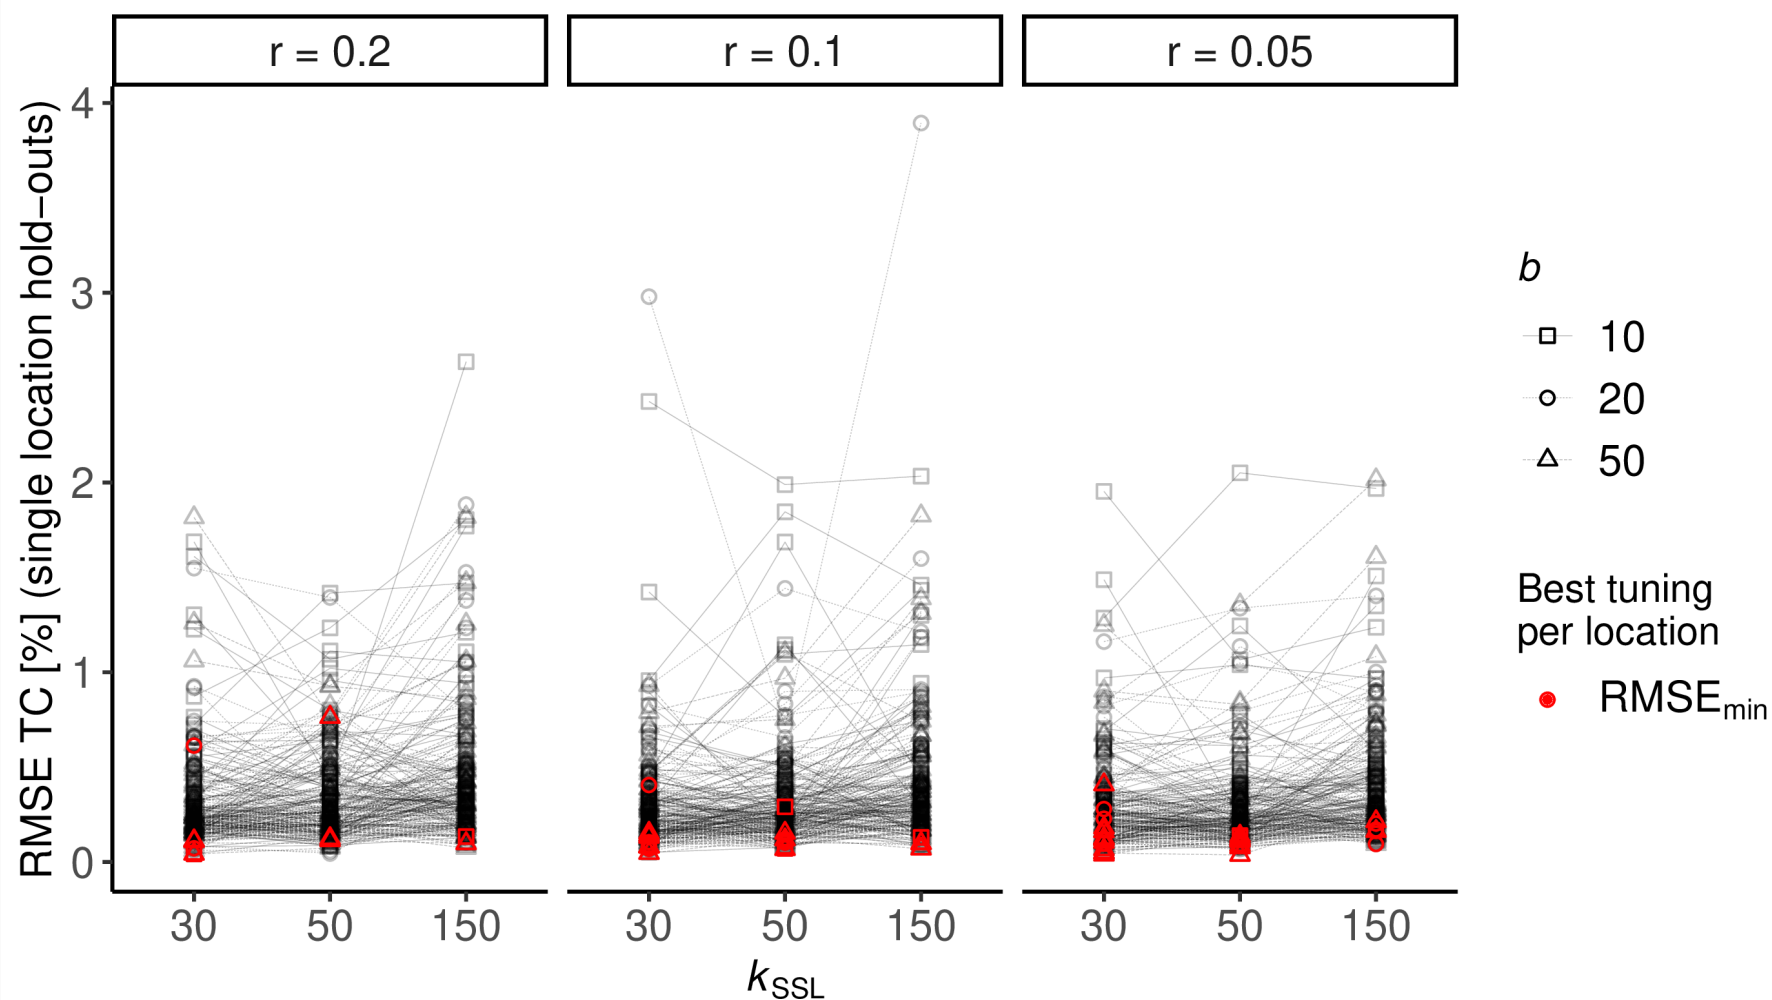 r = 0.2
r = 0.1
r = 0.05
RMSE TC [%] (single location hold−outs)
4
3
2
1
0
30 50 150
30 50 150
30 50 150
kSSL
b
10
20
50
Best tuning
per location
RMSEmin